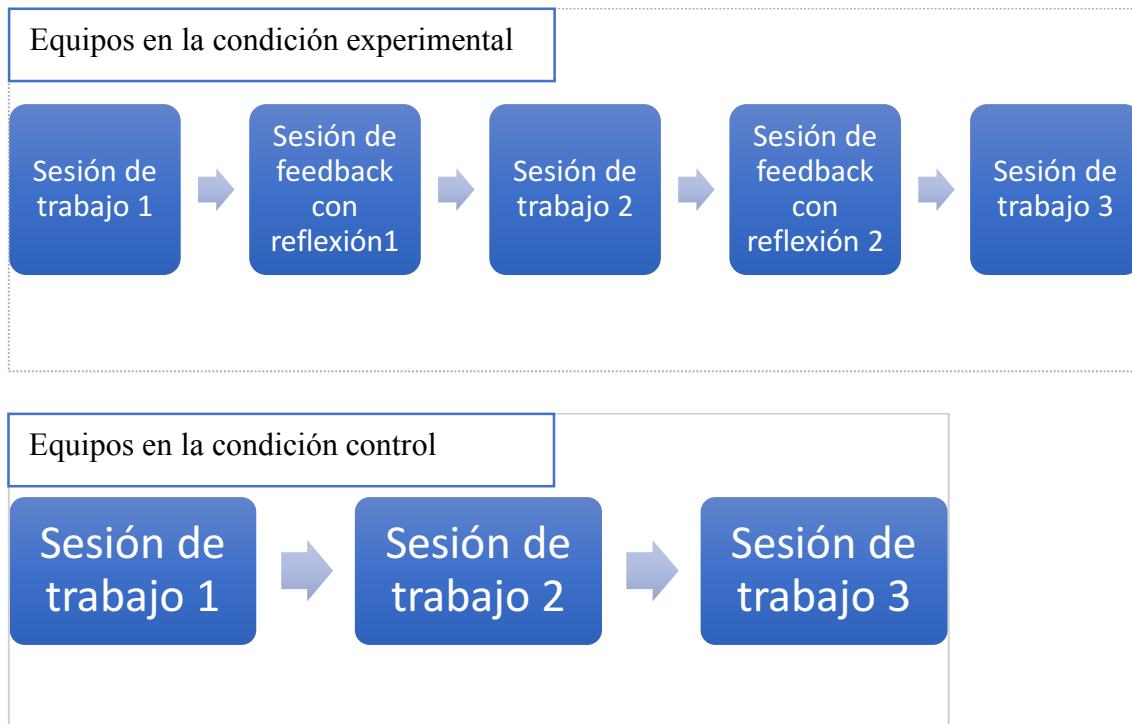 Equipos en la condición experimental
Sesión de
trabajo 1
Sesión de
feedback
con
reflexión1
Sesión de
trabajo 2
Sesión de
feedback
con
reflexión 2
Sesión de
trabajo 3
Equipos en la condición control
Sesión de
trabajo 1
Sesión de
trabajo 2
Sesión de
trabajo 3